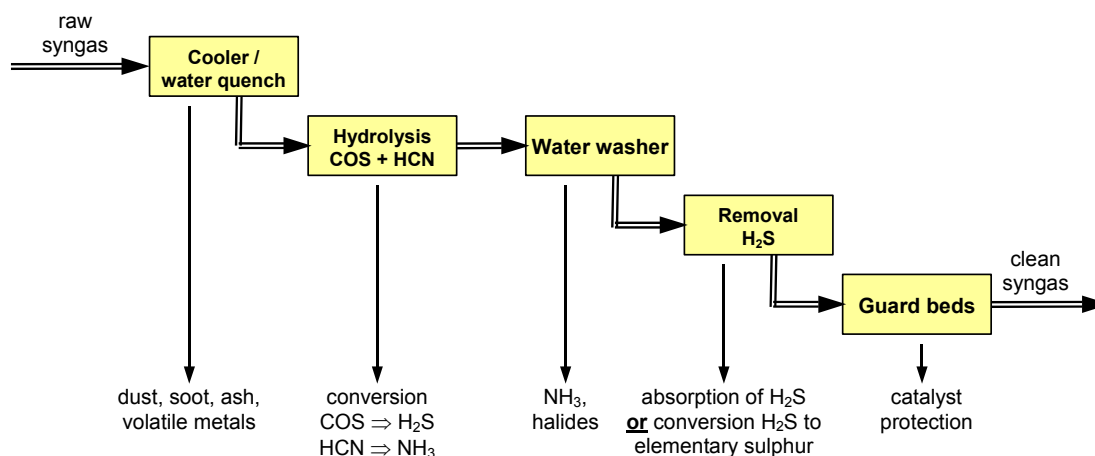 raw
syngas
Cooler /
water quench
Hydrolysis
COS + HCN
Water washer
Removal
H₂S
Guard beds
clean
syngas
dust, soot, ash,
volatile metals
conversion
COS ⇒ H₂S
HCN ⇒ NH₃
NH₃,
halides
absorption of H₂S
or conversion H₂S to
elementary sulphur
catalyst
protection